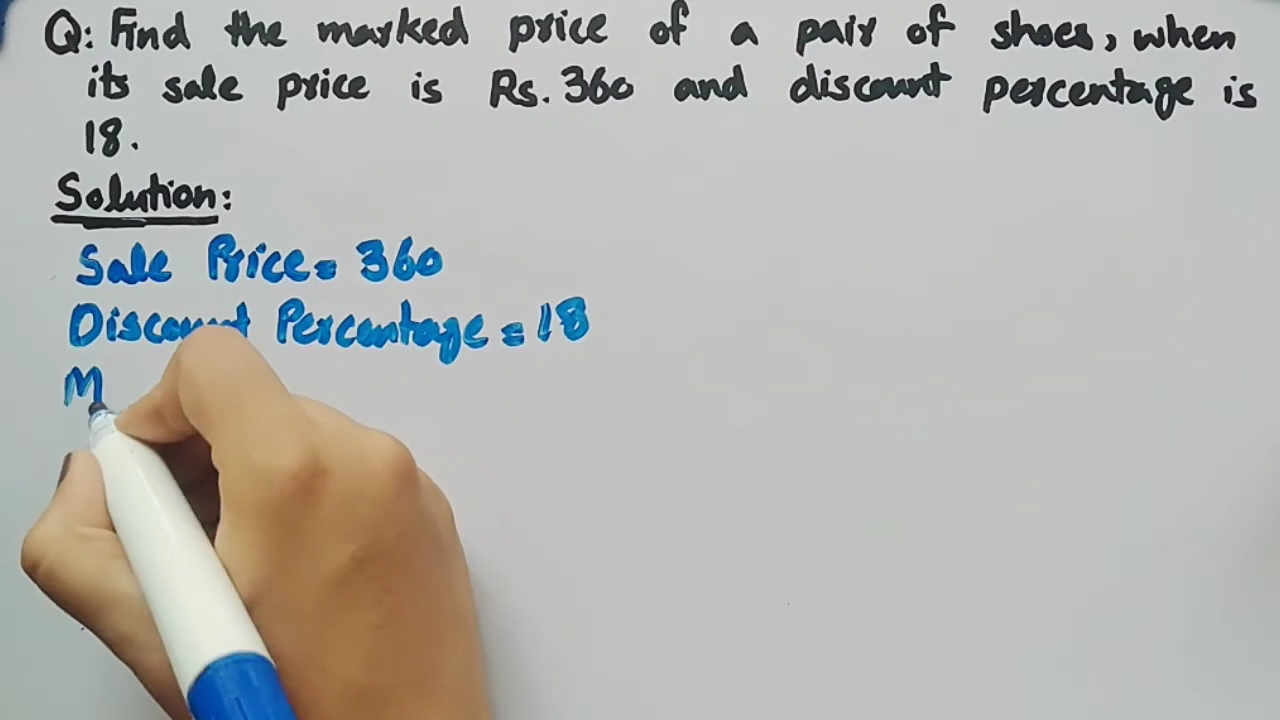 Q: Find the marked price of a pair of shoes, when
its sale price is Rs. 360 and discount percentage is
18.
Solution:
Sale Price = 360
Discount Percentage = 18
M